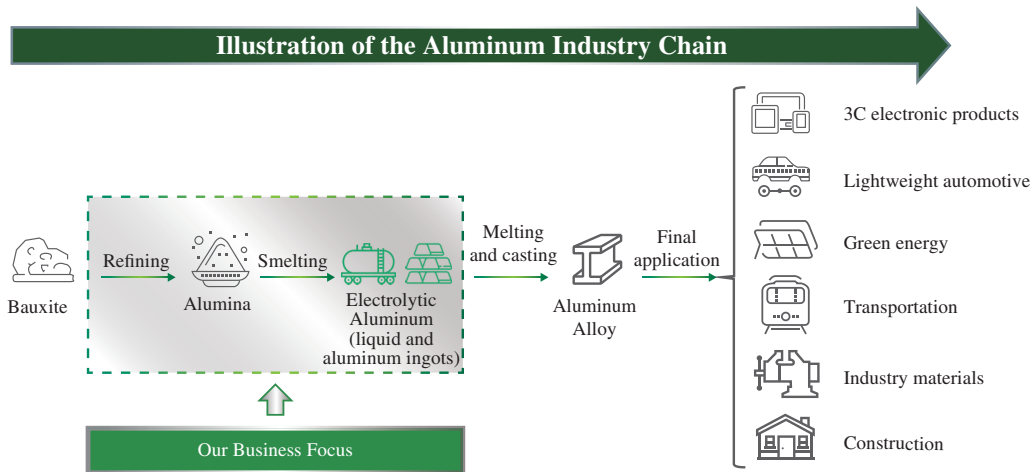 Illustration of the Aluminum Industry Chain
Bauxite
Refining
Alumina
Smelting
Electrolytic
Aluminum
(liquid and
aluminum ingots)
Melting
and casting
Aluminum
Alloy
Final
application
3C electronic products
Lightweight automotive
Green energy
Transportation
Industry materials
Construction
Our Business Focus